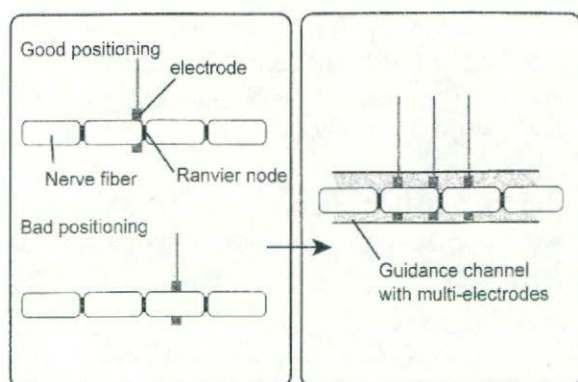 Good positioning
electrode
Nerve fiber
Ranvier node
Bad positioning
Guidance channel
with multi-electrodes